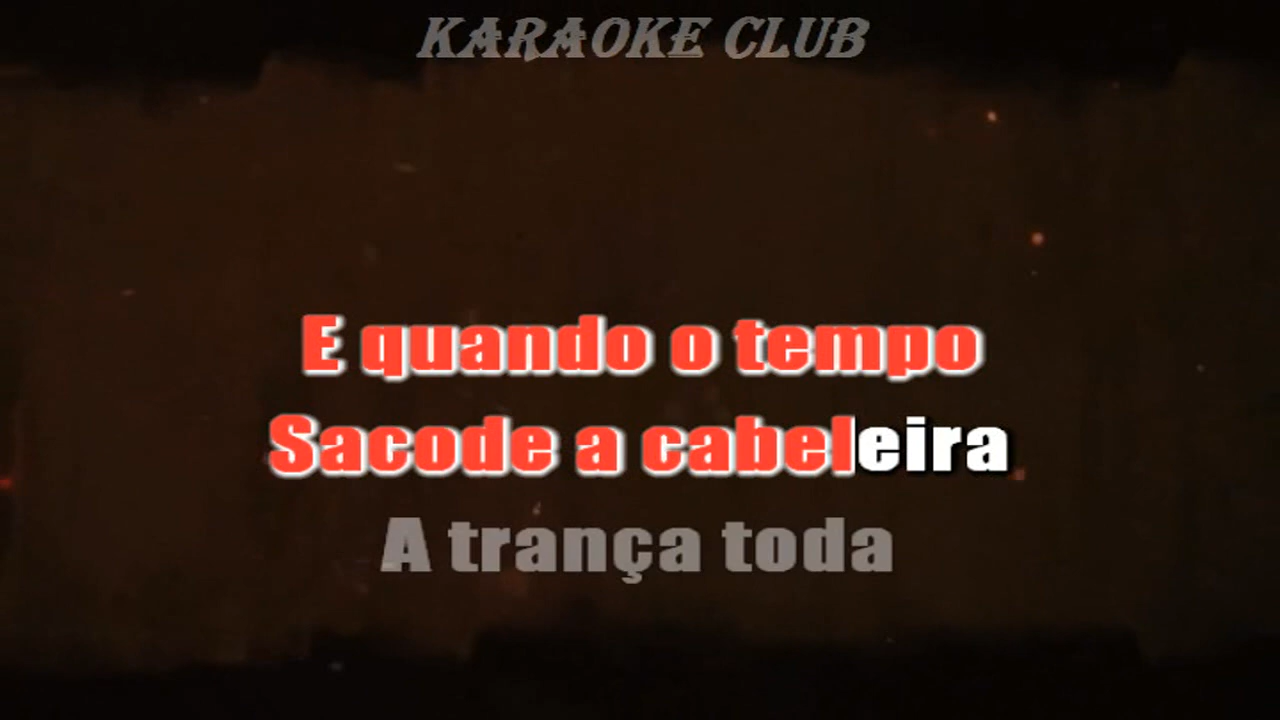 KARAOKE CLUB
E quando o tempo
Sacode a cabeleira
A trança toda